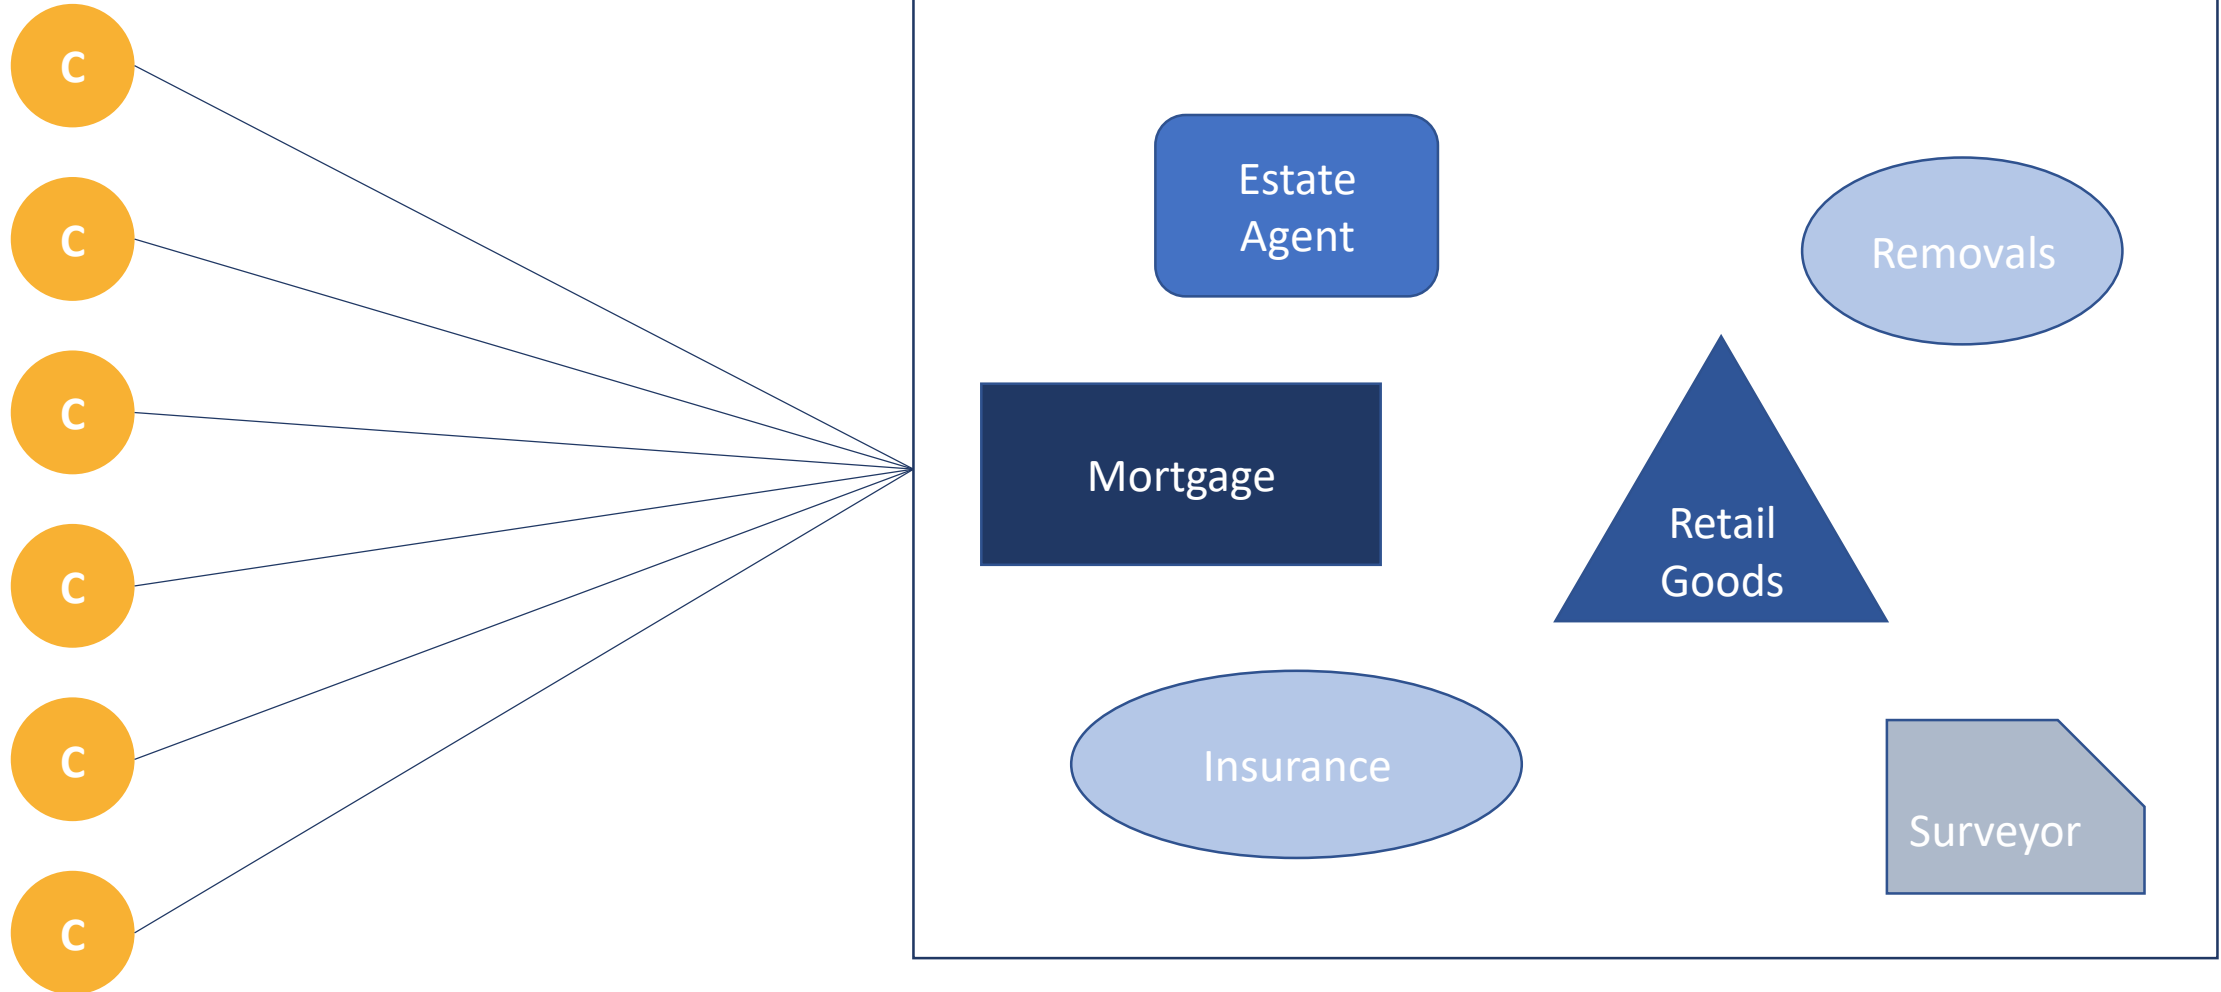 C
C
C
C
C
C
Estate
Agent
Removals
Mortgage
Retail
Goods
Insurance
Surveyor